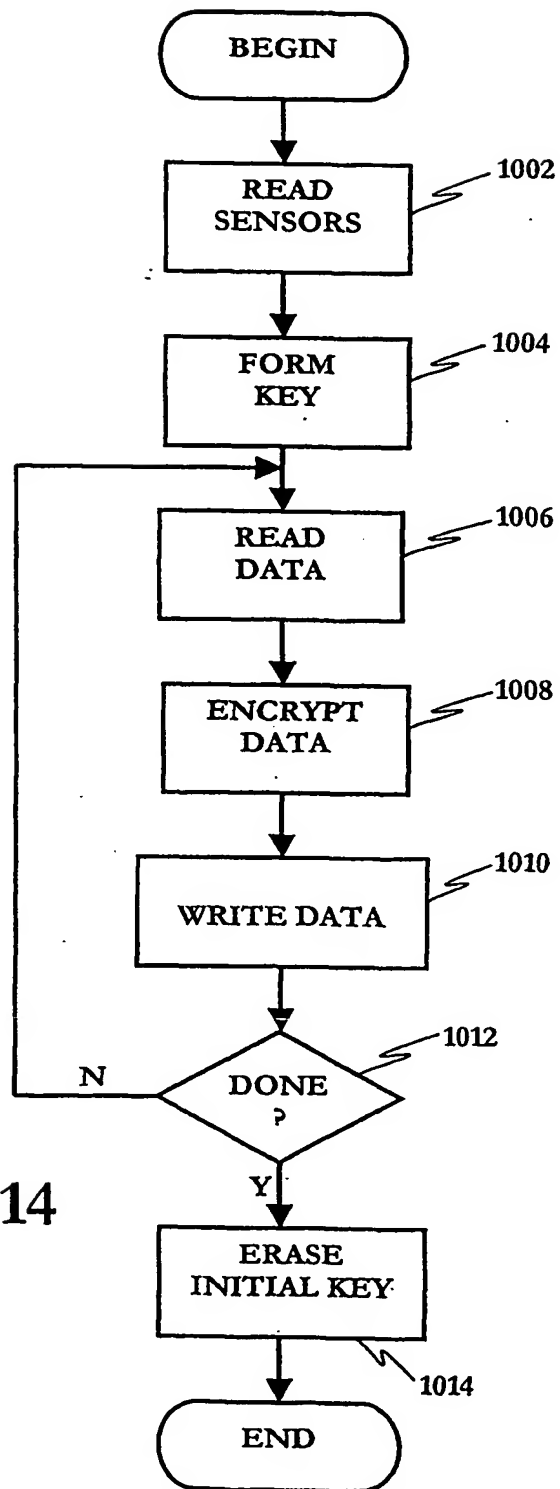 BEGIN
READ
SENSORS
1002
FORM
KEY
1004
READ
DATA
1006
ENCRYPT
DATA
1008
WRITE DATA
1010
DONE
?
1012
N
Y
14
ERASE
INITIAL KEY
1014
END